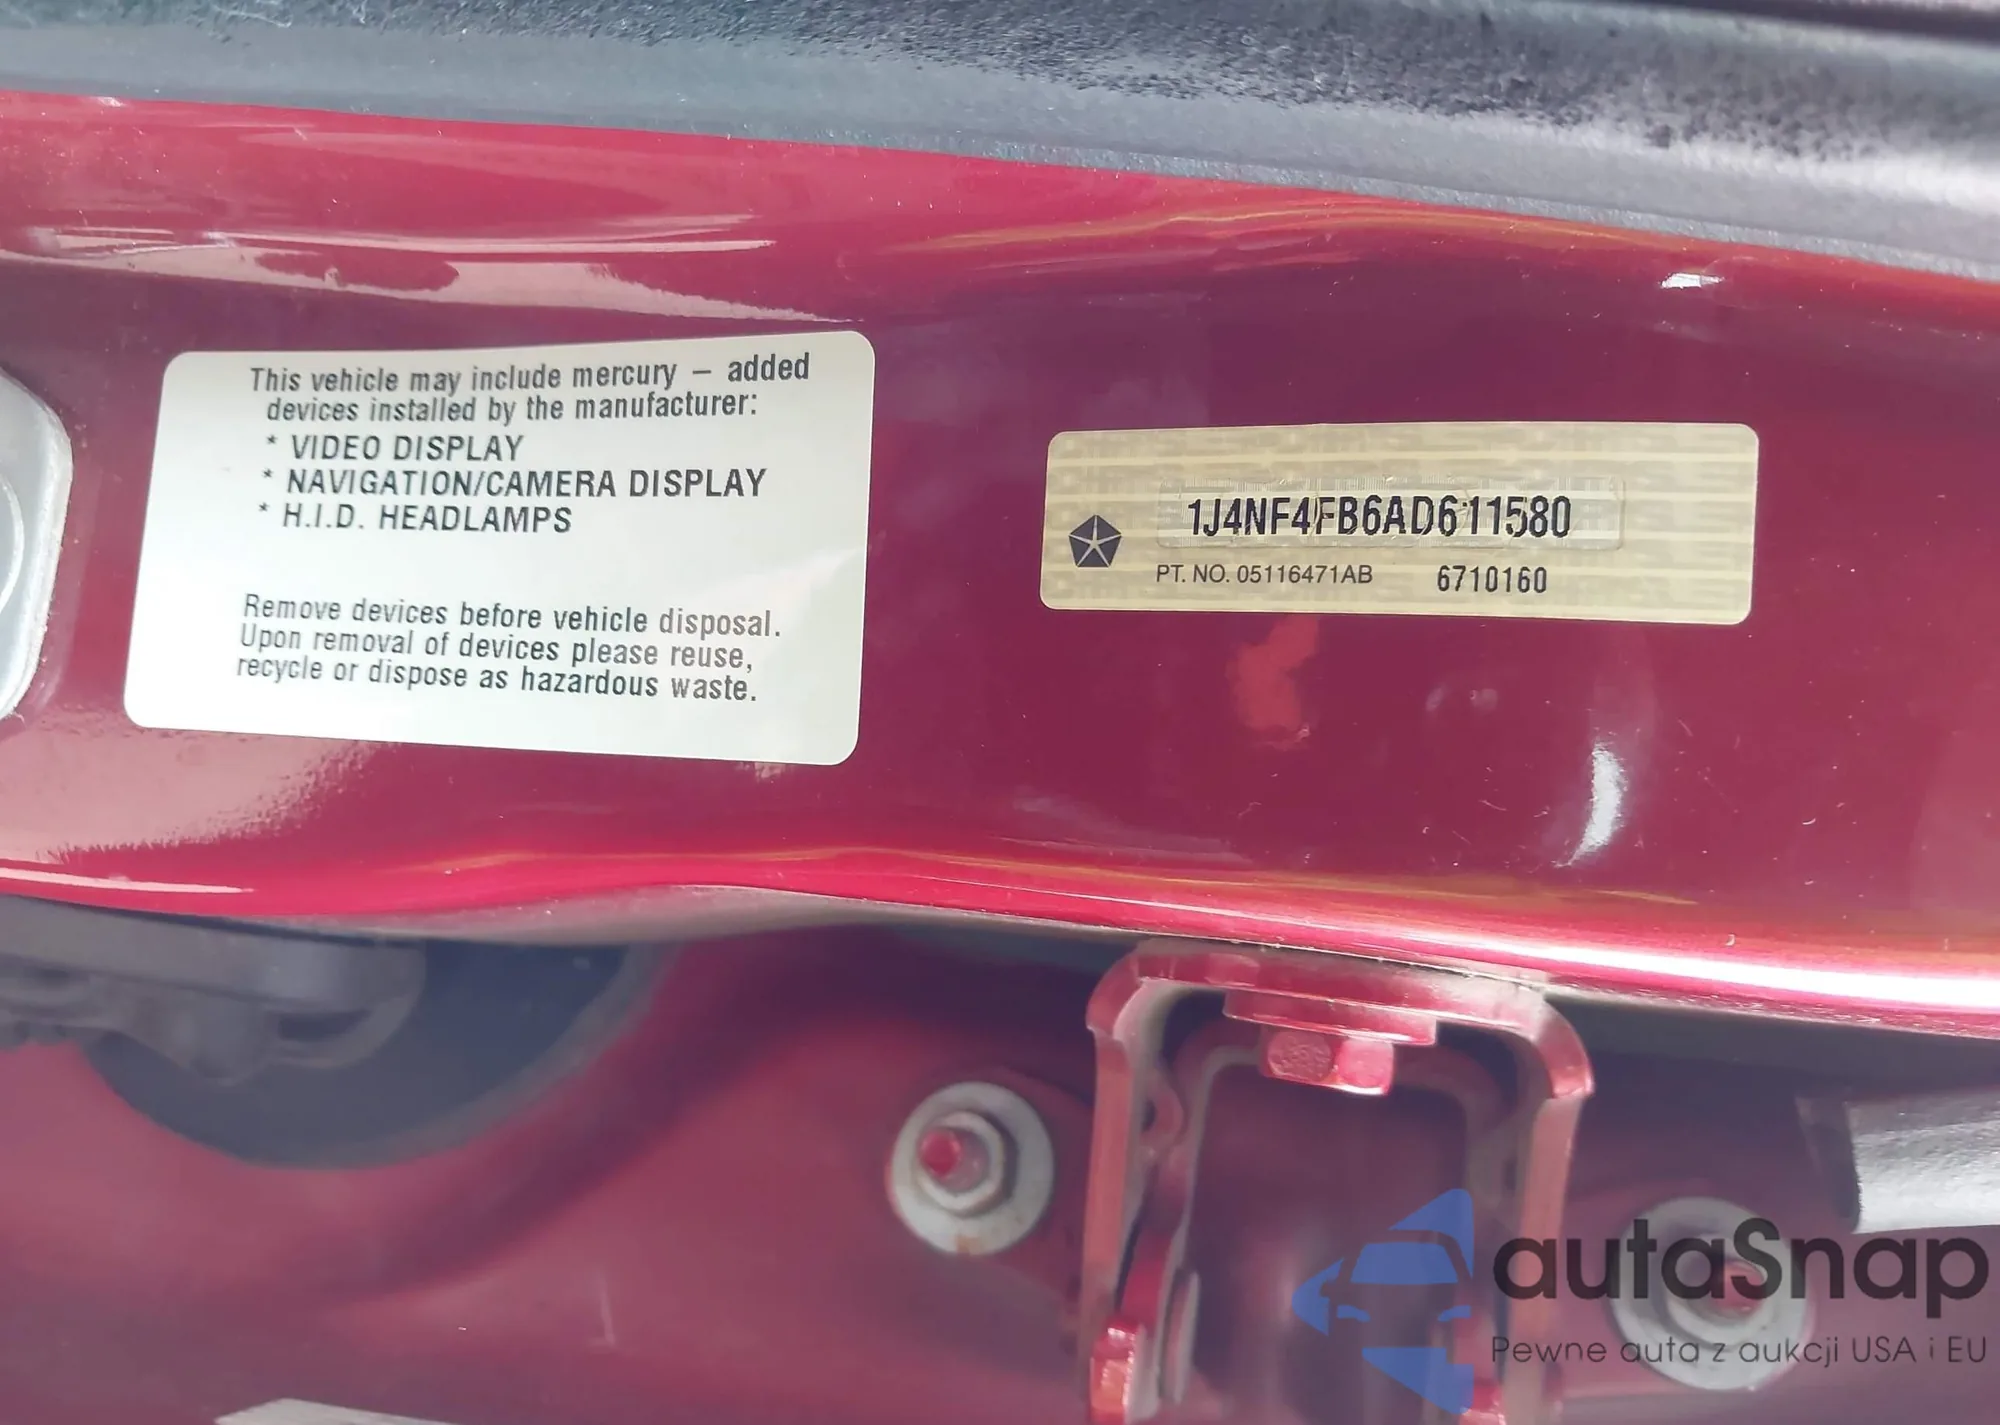 This vehicle may include mercury – added
devices installed by the manufacturer:
* VIDEO DISPLAY
* NAVIGATION/CAMERA DISPLAY
* H.I.D. HEADLAMPS
Remove devices before vehicle disposal.
Upon removal of devices please reuse,
recycle or dispose as hazardous waste.
1J4NF4FB6AD611580
PT. NO. 05116471AB 6710160
autaSnap
Pewne auta z aukcji USA i EU